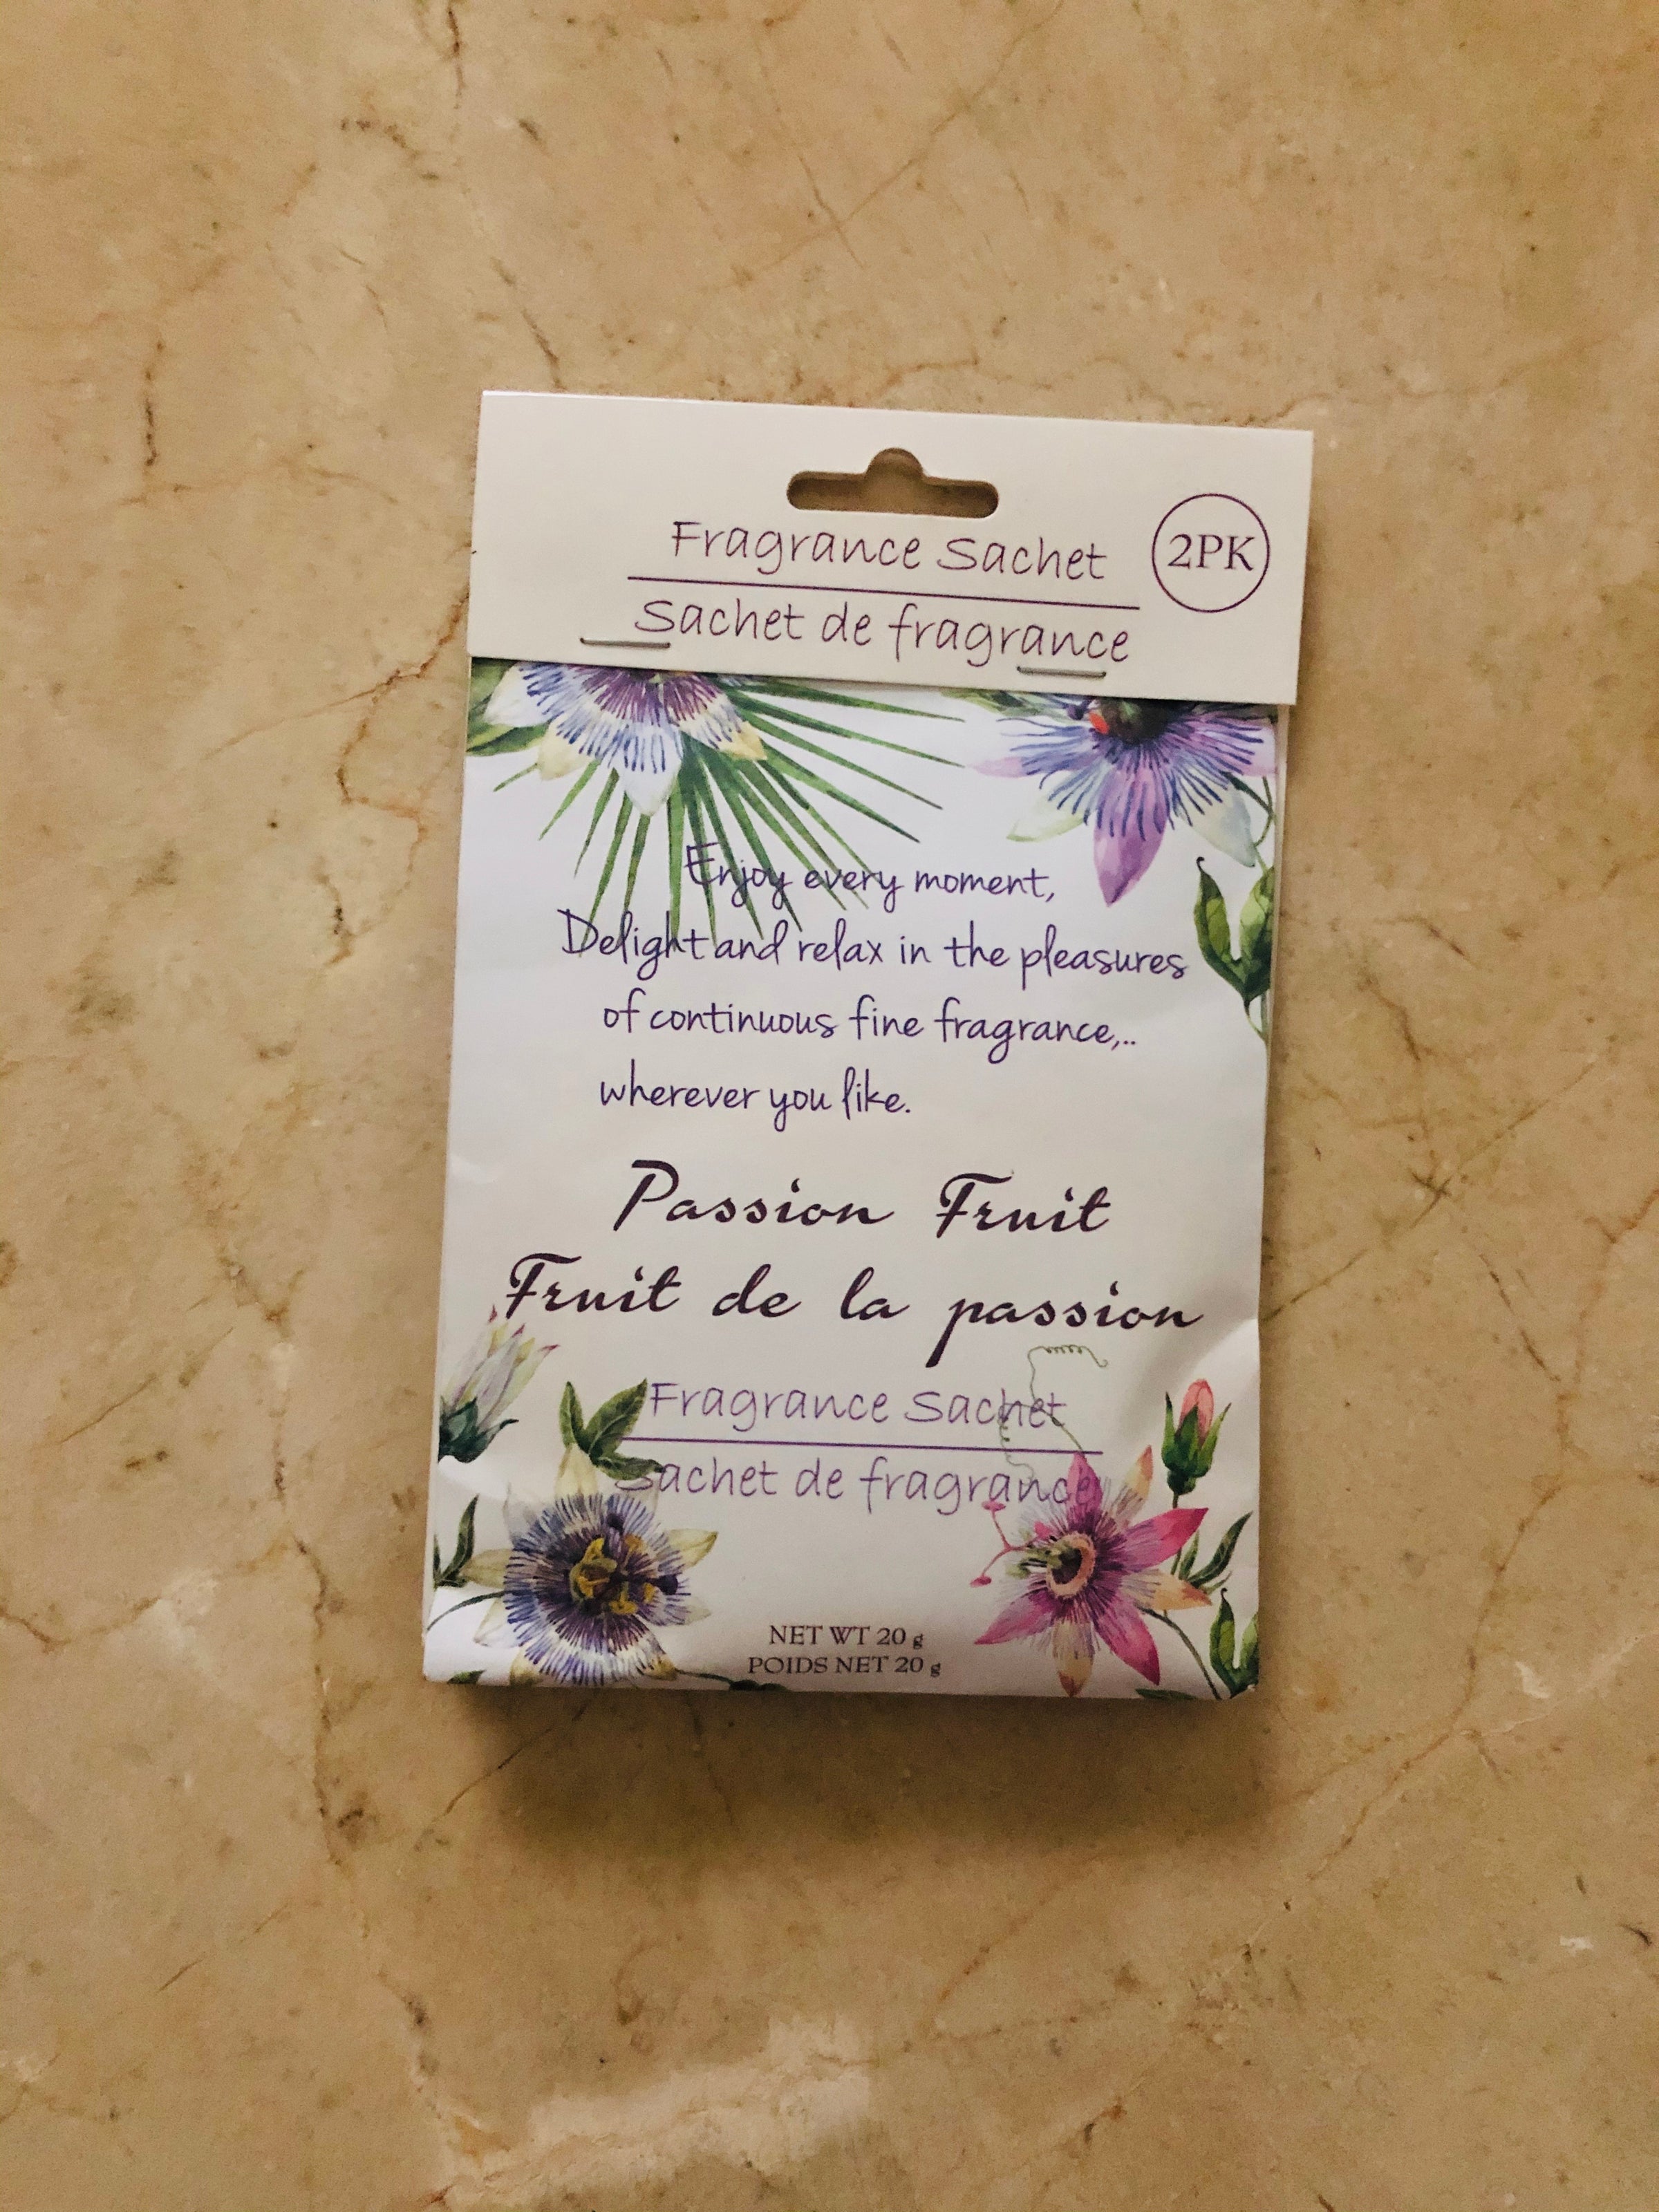 Fragrance Sachet
2PK
Sachet de fragrance
Enjoy every moment,
Delight and relax in the pleasures
of continuous fine fragrance,..
wherever you like.
Passion Fruit
Fruit de la passion
Fragrance Sachet
Sachet de fragrance
NET WT 20 g
POIDS NET 20 g